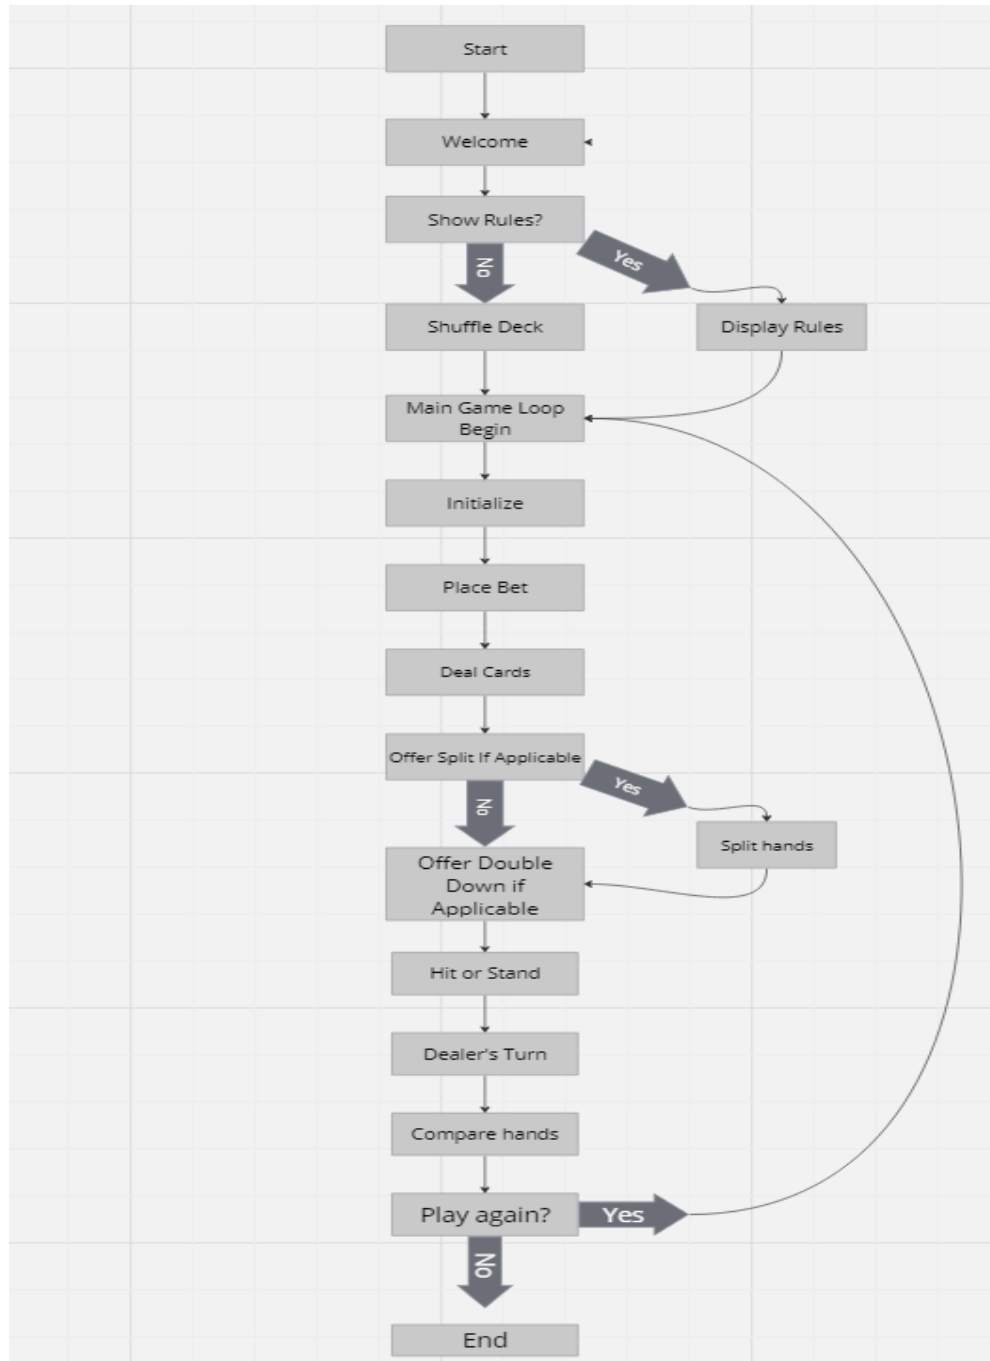 Start
Welcome
Show Rules?
No
Yes
Shuffle Deck
Display Rules
Main Game Loop
Begin
Initialize
Place Bet
Deal Cards
Offer Split If Applicable
No
Yes
Split hands
Offer Double
Down if
Applicable
Hit or Stand
Dealer's Turn
Compare hands
Play again?
Yes
No
End